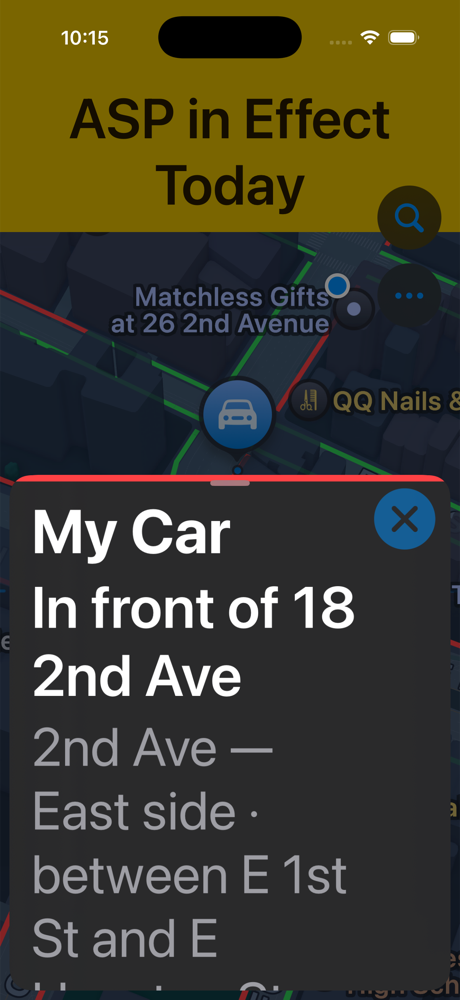 10:15
ASP in Effect
Today
Matchless Gifts
at 26 2nd Avenue
QQ Nails &
My Car
In front of 18
2nd Ave
2nd Ave —
East side ·
between E 1st
St and E